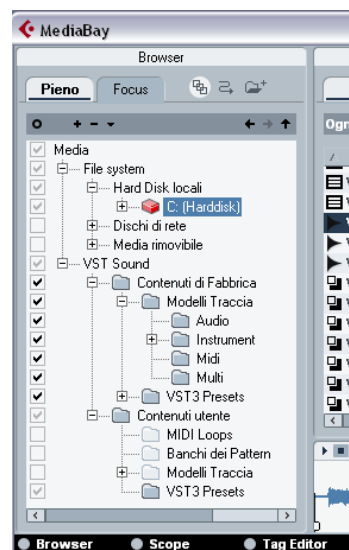 MediaBay
Browser
Pieno
Focus
Ogn
Media
File system
Hard Disk locali
C: (Harddisk)
Dischi di rete
Media rimovibile
VST Sound
Contenuti di Fabbrica
Modelli Traccia
Audio
Instrument
Midi
Multi
VST3 Presets
Contenuti utente
MIDI Loops
Banchi dei Pattern
Modelli Traccia
VST3 Presets
Browser Scope Tag Editor